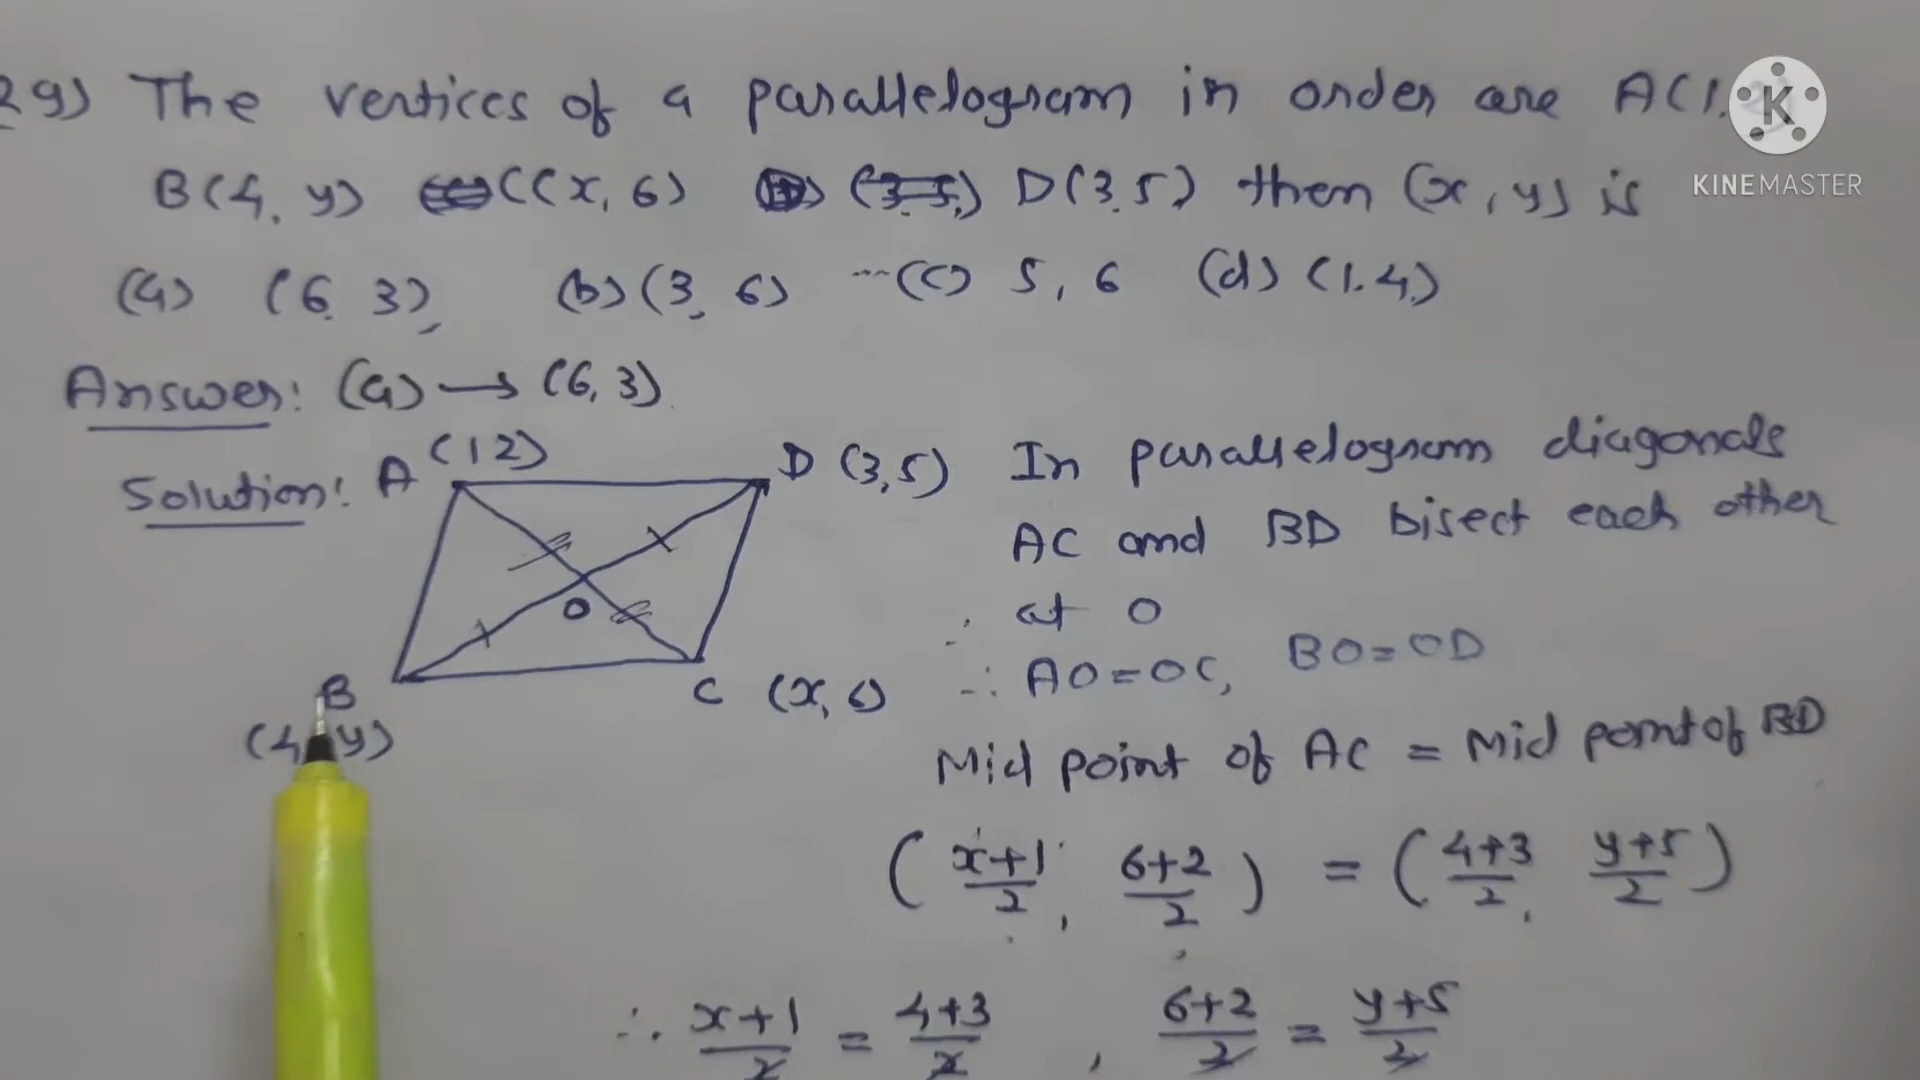 29) The vertices of a parallelogram in order are A(1,2)
B(4, y) C(x, 6) (3,5) D(3,5) then (x, y) is
(a) (6, 3), (b) (3, 6) (c) 5, 6 (d) (1,4)
Answer: (a) → (6, 3)
Solution:
A (1 2)
D (3, 5)
O
B
(4, y)
C (x, 6)
In parallelogram diagonals
AC and BD bisect each other
at O
∴ AO = OC, BO = OD
Mid point of AC = Mid point of BD
(x+1/2, 6+2/2) = (4+3/2, y+5/2)
∴ x+1/2 = 4+3/2, 6+2/2 = y+5/2
K
KINEMASTER